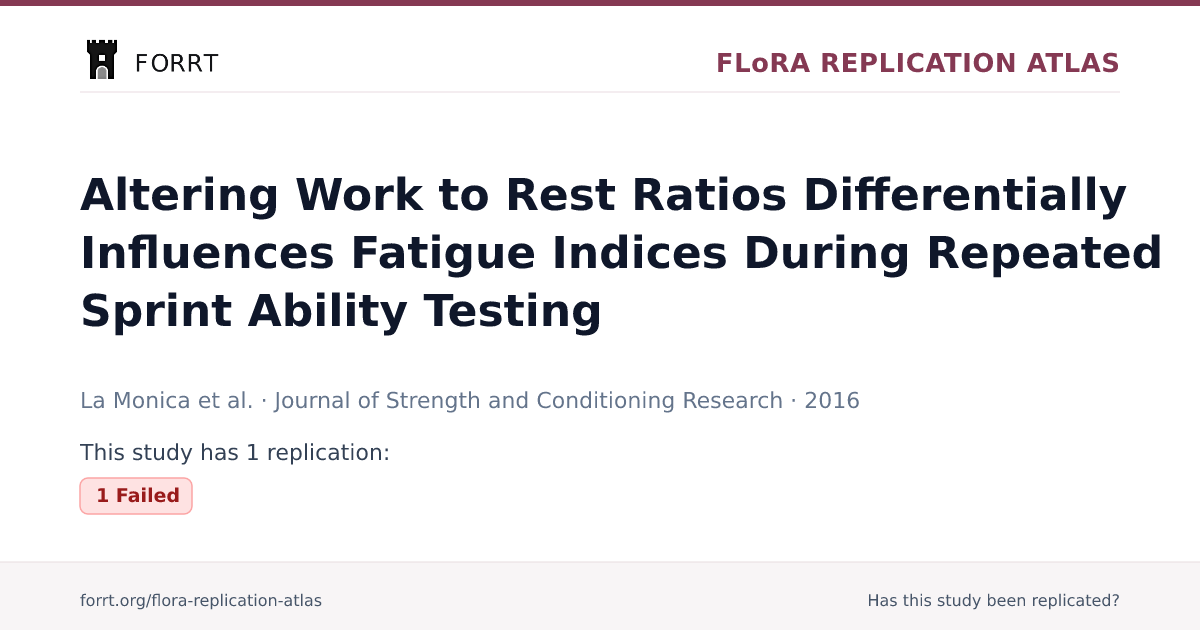 FORRT
FLoRA REPLICATION ATLAS
Altering Work to Rest Ratios Differentially
Influences Fatigue Indices During Repeated
Sprint Ability Testing
La Monica et al. · Journal of Strength and Conditioning Research · 2016
This study has 1 replication:
1 Failed
forrt.org/flora-replication-atlas
Has this study been replicated?